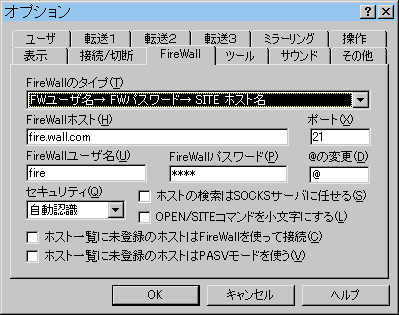 オプション
ユーザ 転送1 転送2 転送3 ミラーリング 操作
表示 接続/切断 FireWall ツール サウンド その他
FireWallのタイプ(T)
FWユーザ名→ FWパスワード→ SITE ホスト名
FireWallホスト(H) ポート(X)
fire.wall.com 21
FireWallユーザ名(U) FireWallパスワード(P) @の変更(D)
fire **** @
セキュリティ(Q) ホストの検索はSOCKSサーバに任せる(S)
自動認識 OPEN/SITEコマンドを小文字にする(L)
ホスト一覧に未登録のホストはFireWallを使って接続(C)
ホスト一覧に未登録のホストはPASVモードを使う(V)
OK キャンセル ヘルプ